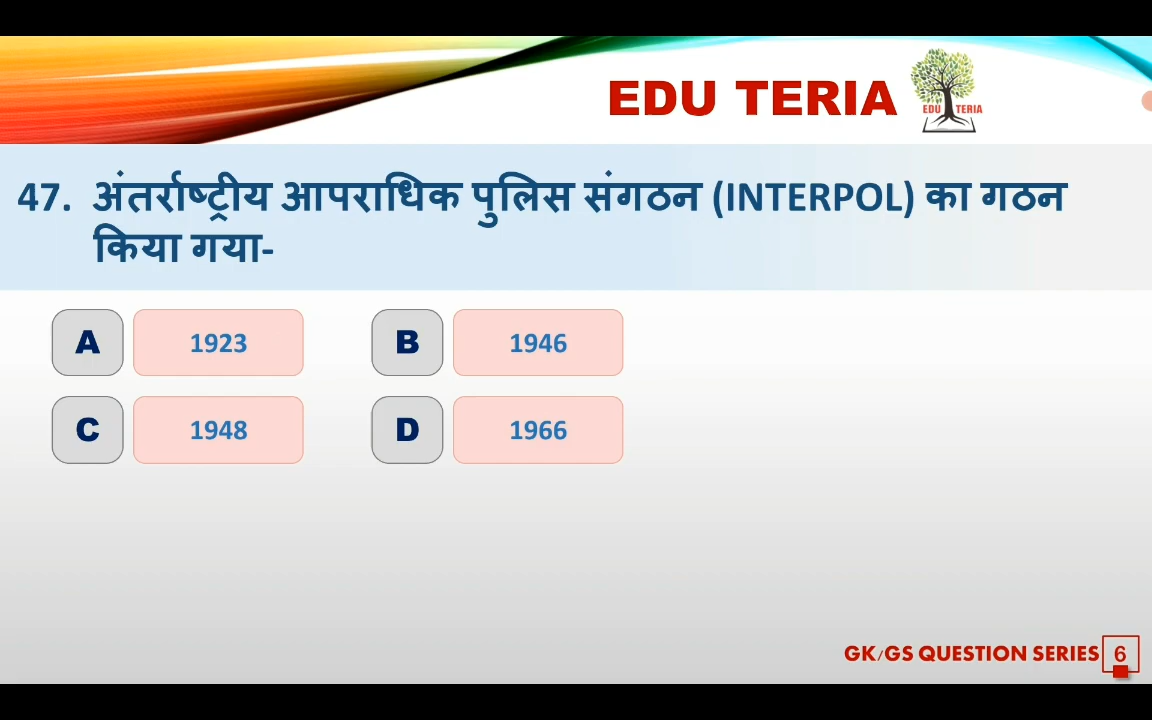 EDU TERIA
EDU TERIA
47. अंतर्राष्ट्रीय आपराधिक पुलिस संगठन (INTERPOL) का गठन
किया गया-
A 1923 B 1946
C 1948 D 1966
GK/GS QUESTION SERIES 6